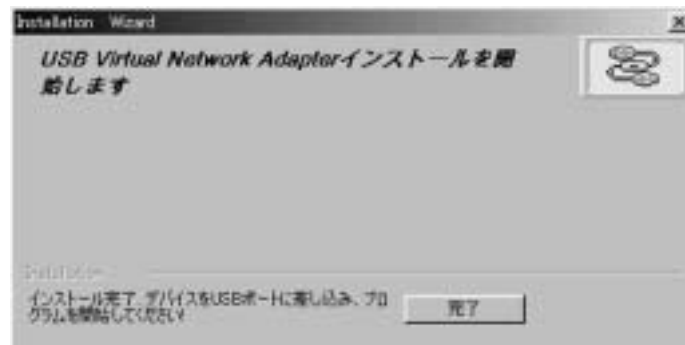 Installation Wizard
USB Virtual Network Adapterインストールを開
始します
Installation
インストール完了 デバイスをUSBポートに差し込み、プロ
グラムを開始してください!
完了